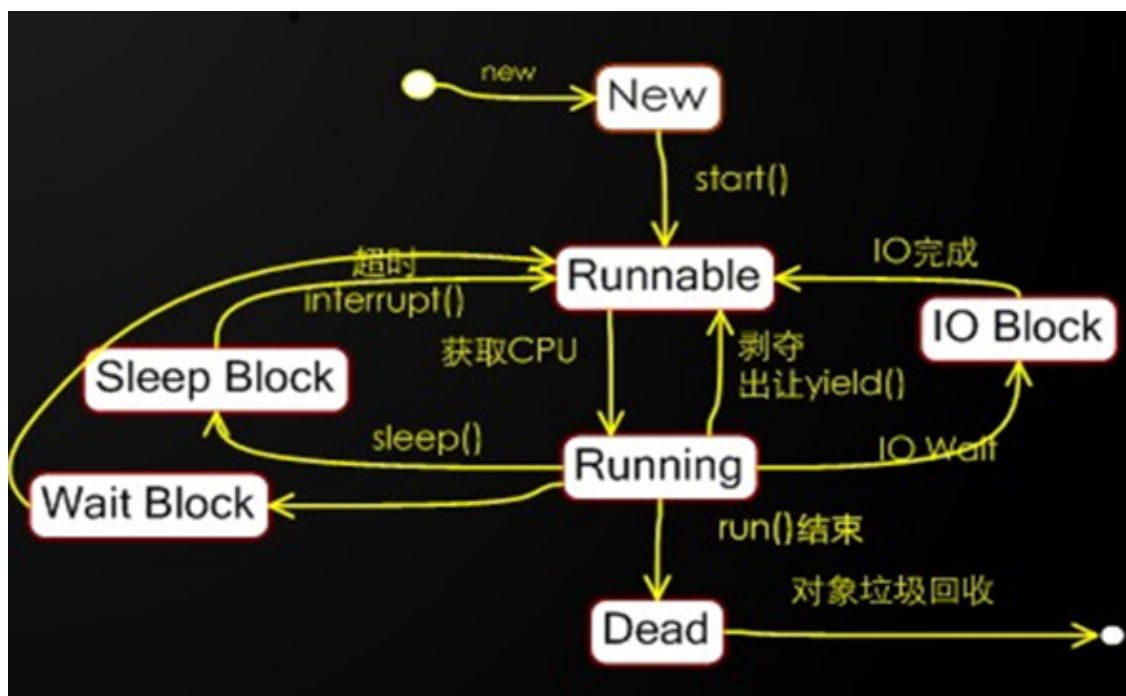 new
New
start()
超时
interrupt()
Runnable
IO完成
IO Block
获取CPU
剥夺
出让yield()
Sleep Block
sleep()
Running
IO Wait
Wait Block
run()结束
Dead
对象垃圾回收